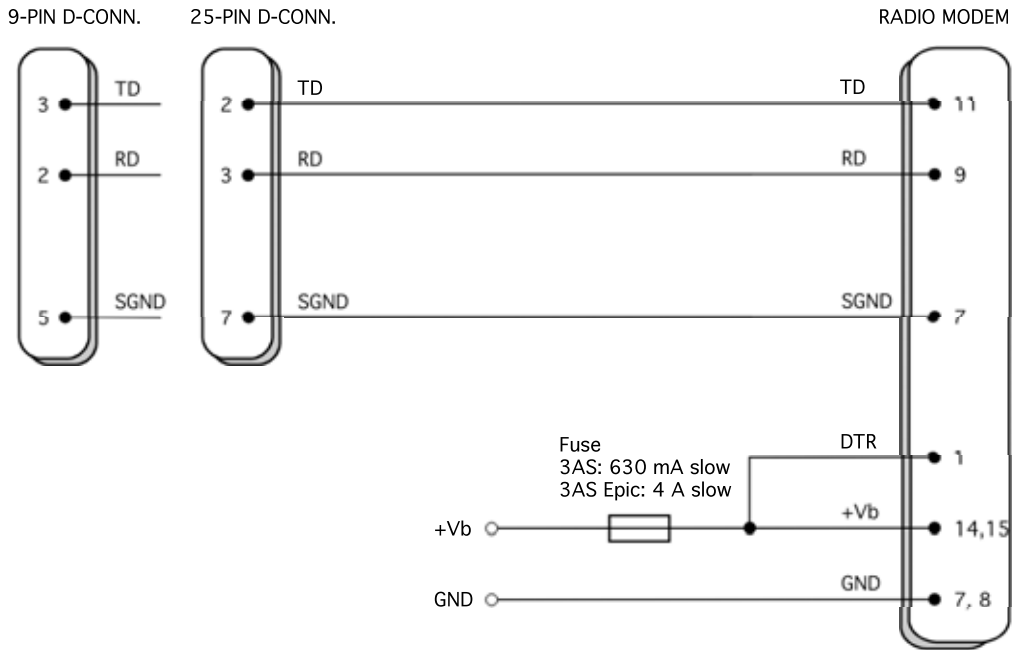 9-PIN D-CONN. 25-PIN D-CONN. RADIO MODEM
TD TD TD
3 2 11
RD RD RD
2 3 9
SGND SGND SGND
5 7 7
Fuse
3AS: 630 mA slow
3AS Epic: 4 A slow
DTR
1
+Vb
+Vb 14,15
GND
GND 7, 8